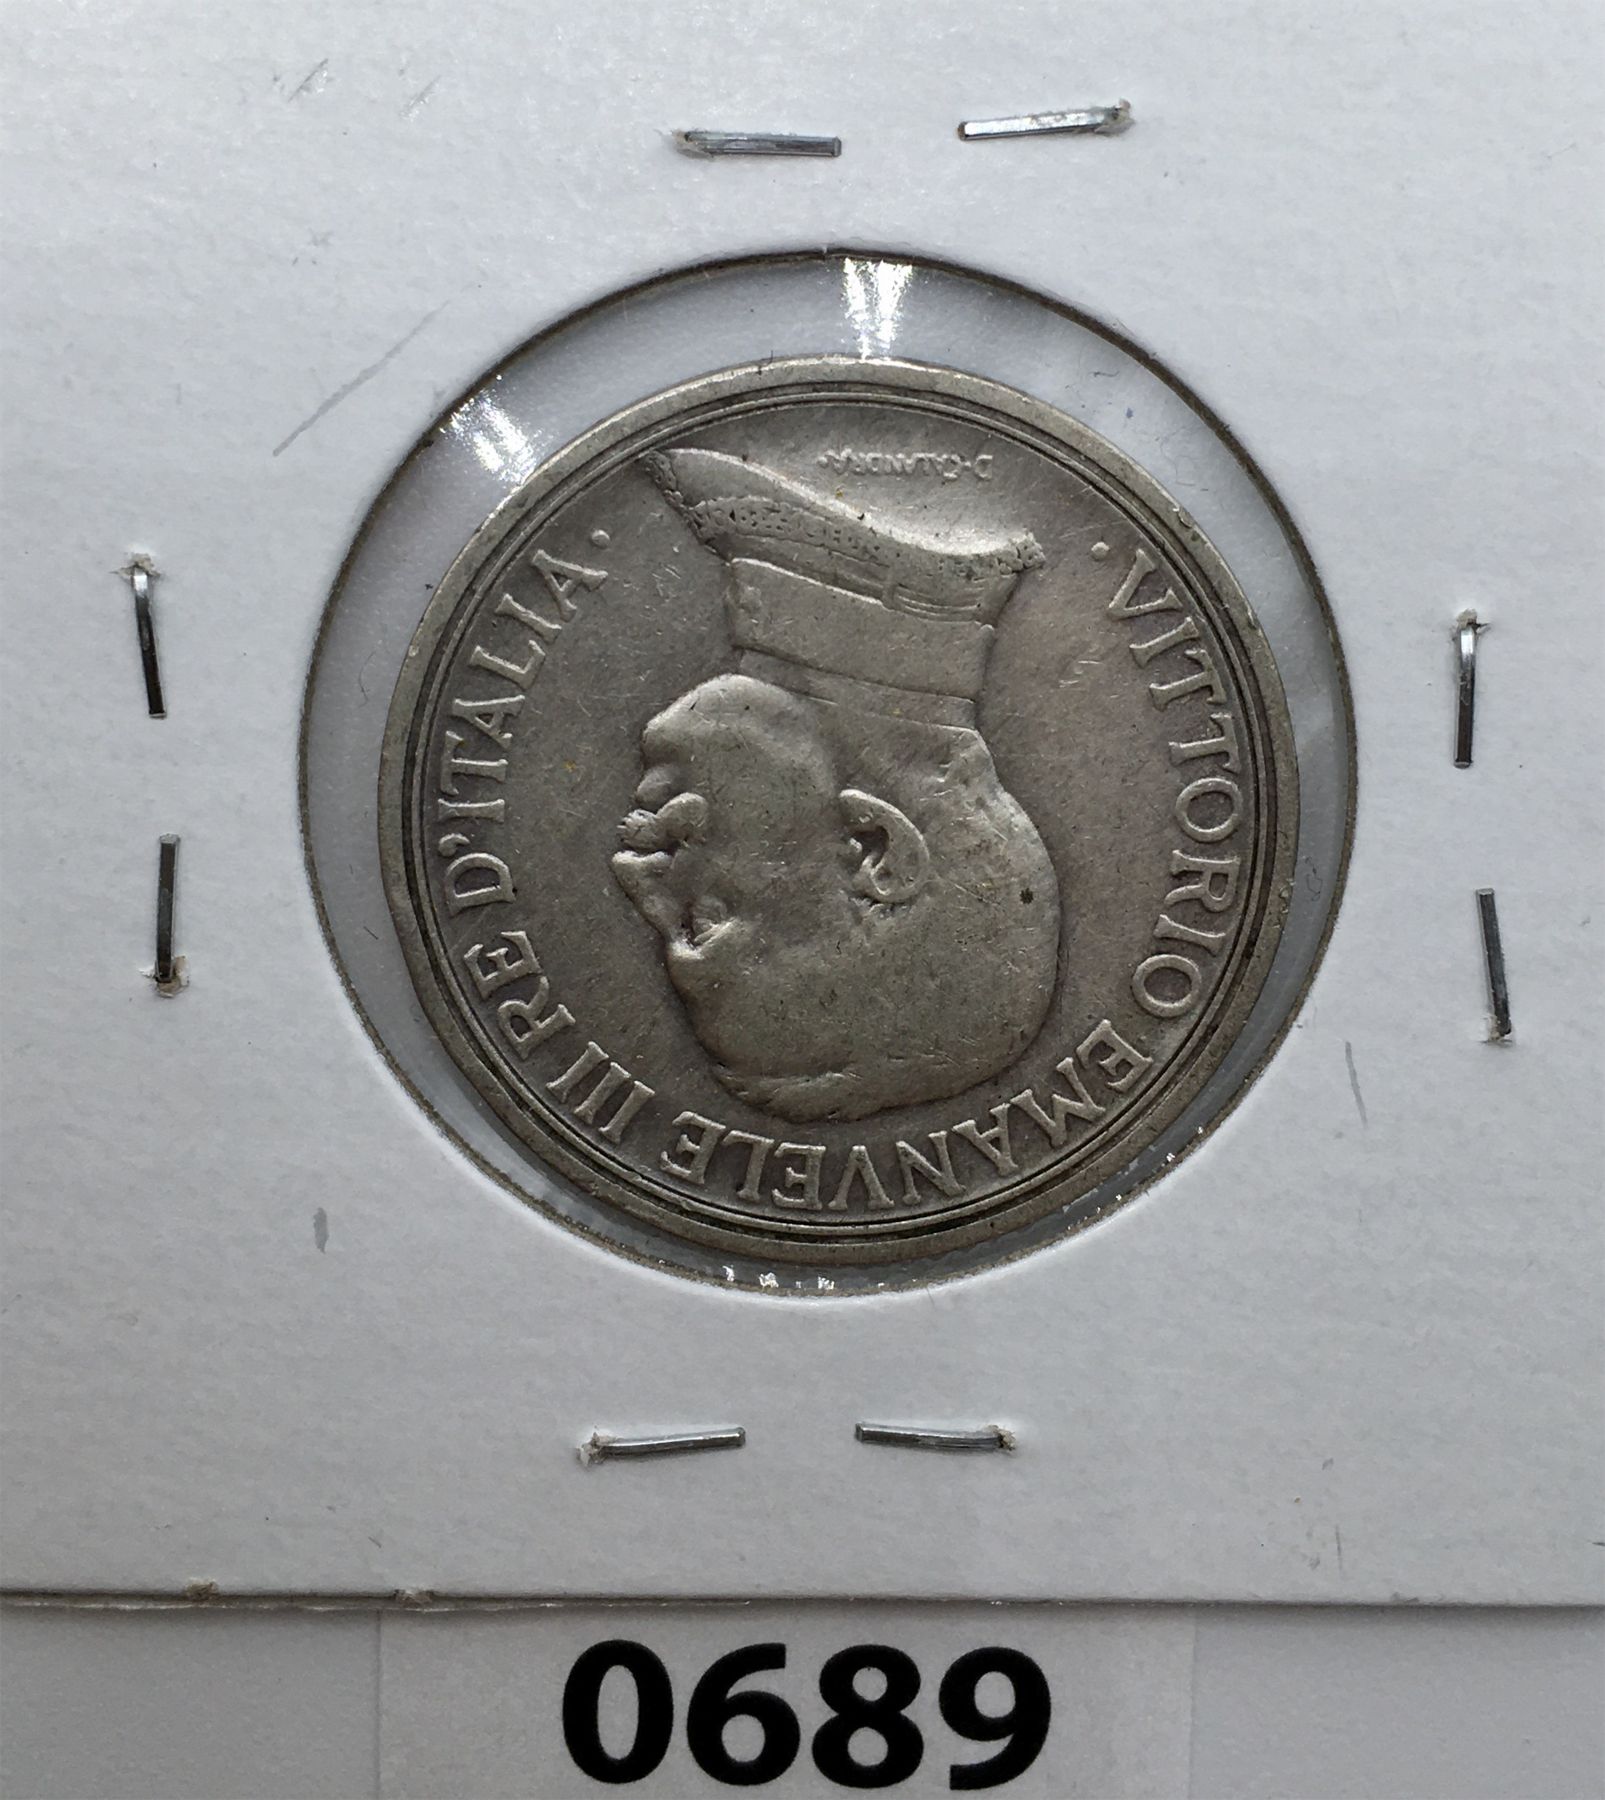 · VITTORIO EMANVELE III RE D'ITALIA ·
D·CALANDRA·
0689